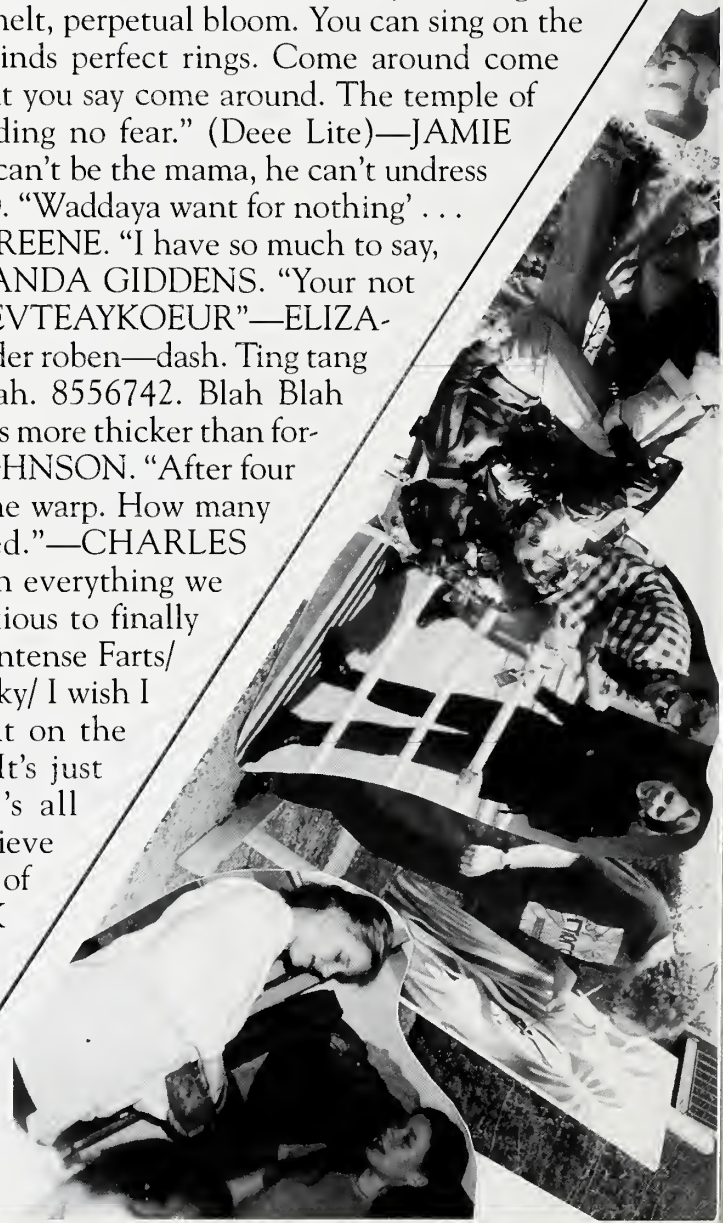 melt, perpetual bloom. You can sing on the
inds perfect rings. Come around come
t you say come around. The temple of
ding no fear.” (Deee Lite)—JAMIE
can't be the mama, he can't undress
. “Waddaya want for nothing' . . .
REENE. “I have so much to say,
ANDA GIDDENS. “Your not
EVTEAYKOEUR”—ELIZA-
der roben—dash. Ting tang
ah. 8556742. Blah Blah
s more thicker than for-
HNSON. “After four
ne warp. How many
ed.”—CHARLES
n everything we
ious to finally
ntense Farts/
ky/ I wish I
t on the
It's just
's all
ieve
of
K